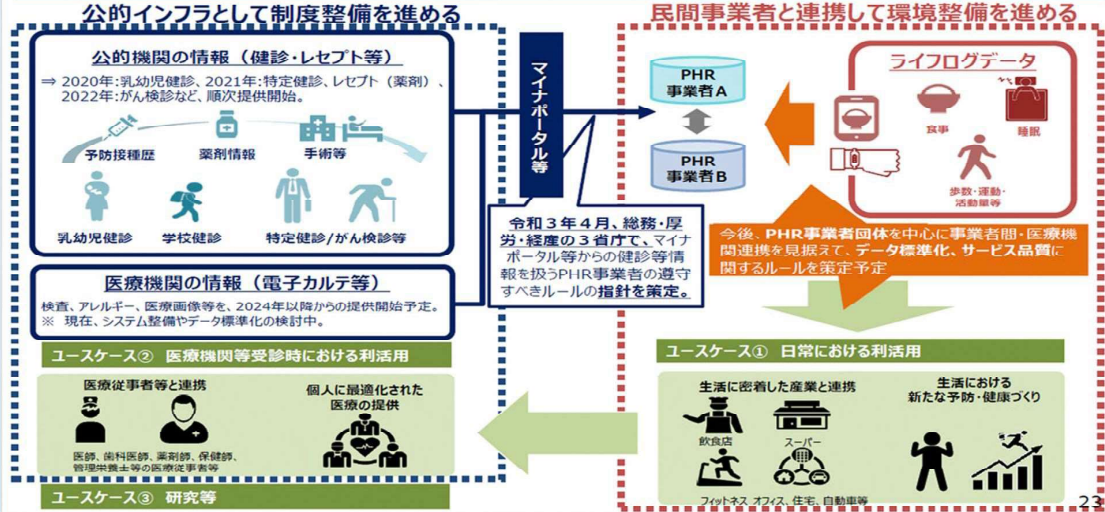 公的インフラとして制度整備を進める
公的機関の情報（健診・レセプト等）
⇒ 2020年:乳幼児健診、2021年:特定健診、レセプト（薬剤）、
2022年:がん検診など、順次提供開始。
予防接種歴
薬剤情報
手術等
乳幼児健診
学校健診
特定健診/がん検診等
医療機関の情報（電子カルテ等）
検査、アレルギー、医療画像等を、2024年以降からの提供開始予定。
※ 現在、システム整備やデータ標準化の検討中。
マイナポータル等
令和３年４月、総務・厚
労・経産の３省庁て、マイナ
ポータル等からの健診等情
報を扱うPHR事業者の遵守
すべきルールの指針を策定。
民間事業者と連携して環境整備を進める
PHR
事業者A
PHR
事業者B
ライフログデータ
食事
睡眠
歩数・運動・
活動量等
今後、PHR事業者団体を中心に事業者間・医療機
関連携を見据えて、データ標準化、サービス品質に
関するルールを策定予定
ユースケース② 医療機関等受診時における利活用
医療従事者等と連携
医師、歯科医師、薬剤師、保健師、
管理栄養士等の医療従事者等
個人に最適化された
医療の提供
ユースケース③ 研究等
ユースケース① 日常における利活用
生活に密着した産業と連携
飲食店
スーパー
フィットネス オフィス、住宅、自動車等
生活における
新たな予防・健康づくり
23